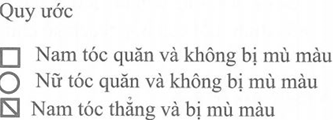 Quy ước
Nam tóc quăn và không bị mù màu
Nữ tóc quăn và không bị mù màu
Nam tóc thẳng và bị mù màu